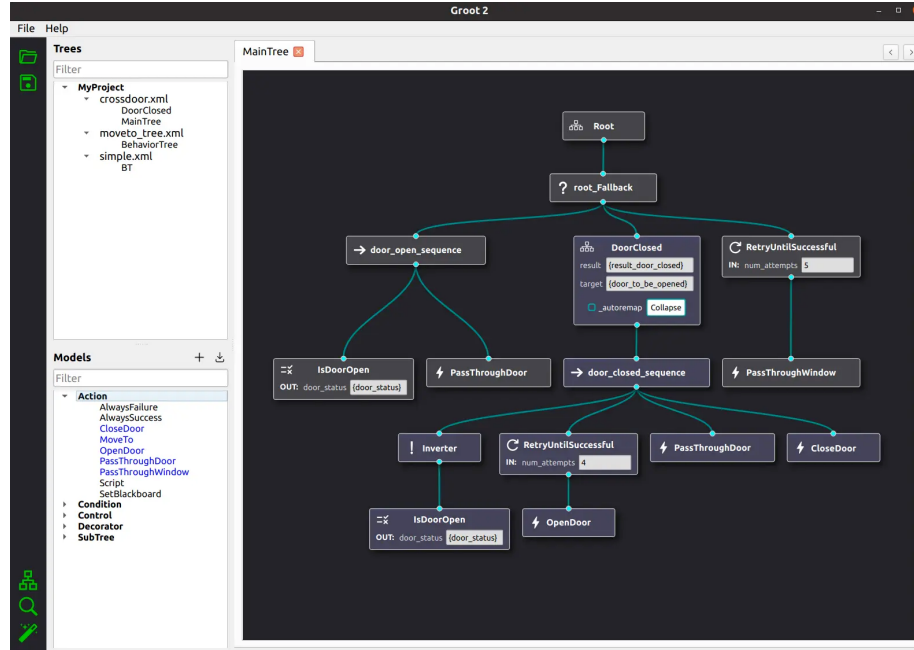 Groot 2
File Help
Trees
Filter
MyProject
crossdoor.xml
DoorClosed
MainTree
moveto_tree.xml
BehaviorTree
simple.xml
BT
Models
Filter
Action
AlwaysFailure
AlwaysSuccess
CloseDoor
MoveTo
OpenDoor
PassThroughDoor
PassThroughWindow
Script
SetBlackboard
Condition
Control
Decorator
SubTree
MainTree
Root
? root_Fallback
door_open_sequence
DoorClosed
result {result_door_closed}
target {door_to_be_opened}
_autoremap Collapse
RetryUntilSuccessful
IN: num_attempts 5
IsDoorOpen
OUT: door_status {door_status}
PassThroughDoor
door_closed_sequence
PassThroughWindow
! Inverter
RetryUntilSuccessful
IN: num_attempts 4
PassThroughDoor
CloseDoor
IsDoorOpen
OUT: door_status {door_status}
OpenDoor